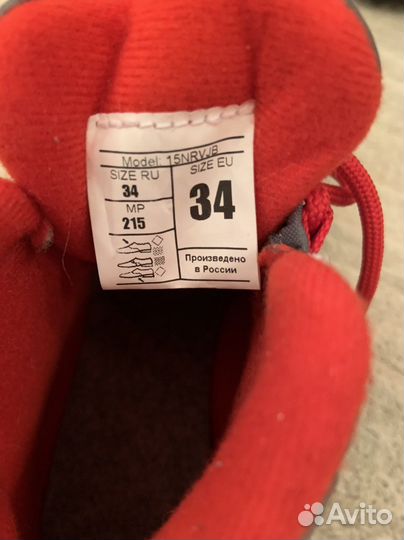 Model: 15NRVJB
SIZE RU
34
MP
215
SIZE EU
34
Произведено
в России
Avito